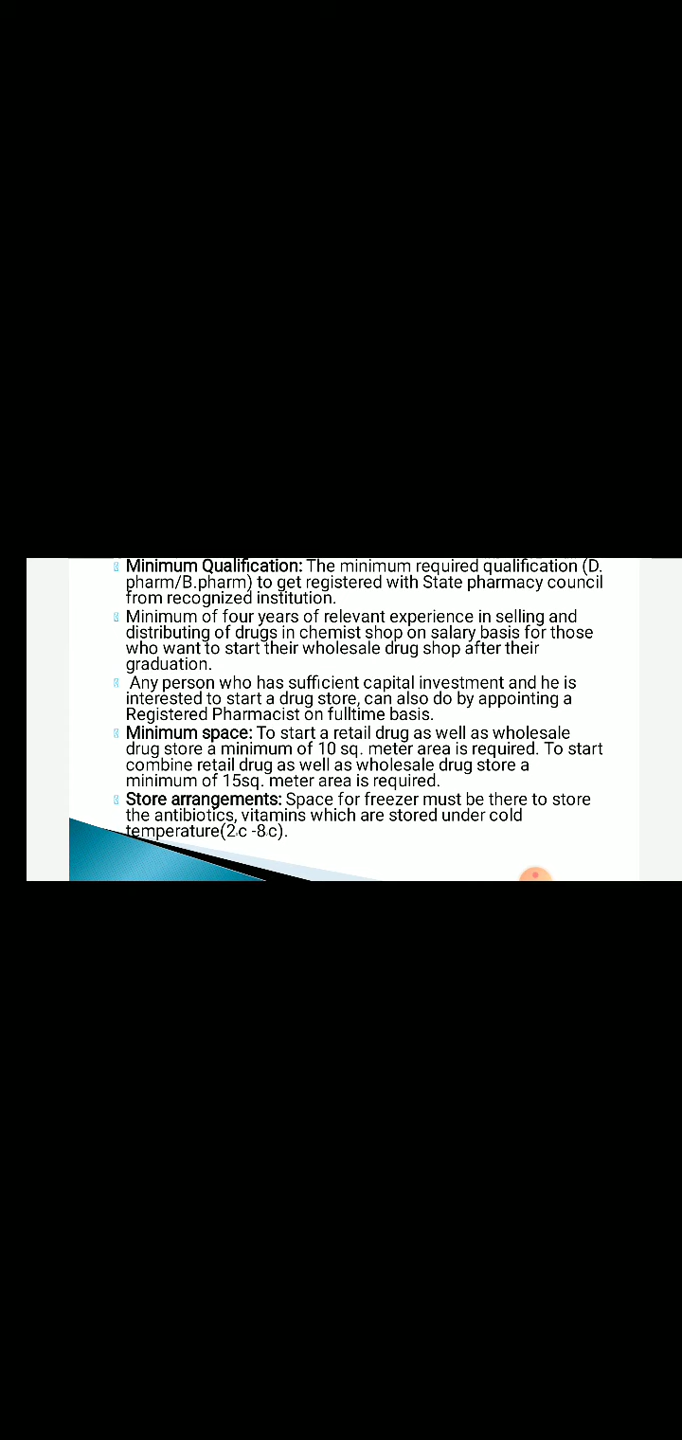 Minimum Qualification: The minimum required qualification (D.
pharm/B.pharm) to get registered with State pharmacy council
from recognized institution.
Minimum of four years of relevant experience in selling and
distributing of drugs in chemist shop on salary basis for those
who want to start their wholesale drug shop after their
graduation.
Any person who has sufficient capital investment and he is
interested to start a drug store, can also do by appointing a
Registered Pharmacist on fulltime basis.
Minimum space: To start a retail drug as well as wholesale
drug store a minimum of 10 sq. meter area is required. To start
combine retail drug as well as wholesale drug store a
minimum of 15sq. meter area is required.
Store arrangements: Space for freezer must be there to store
the antibiotics, vitamins which are stored under cold
temperature(2.c -8.c).